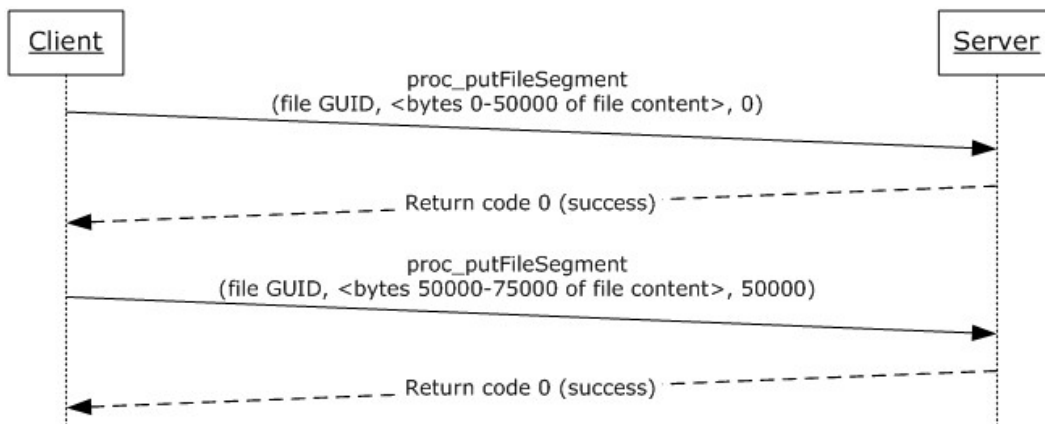 Client
Server
proc_putFileSegment
(file GUID, <bytes 0-50000 of file content>, 0)
Return code 0 (success)
proc_putFileSegment
(file GUID, <bytes 50000-75000 of file content>, 50000)
Return code 0 (success)